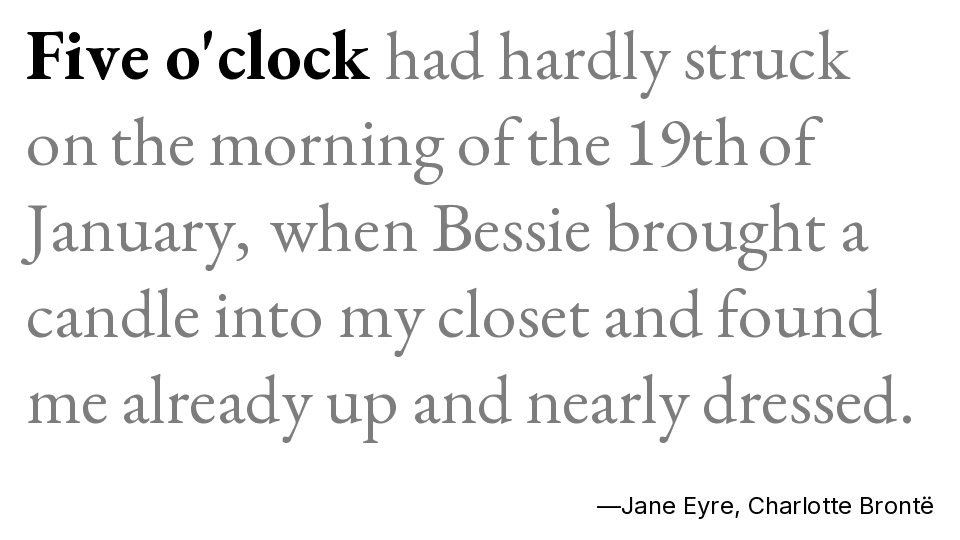 Five o'clock had hardly struck
on the morning of the 19th of
January, when Bessie brought a
candle into my closet and found
me already up and nearly dressed.
—Jane Eyre, Charlotte Brontë